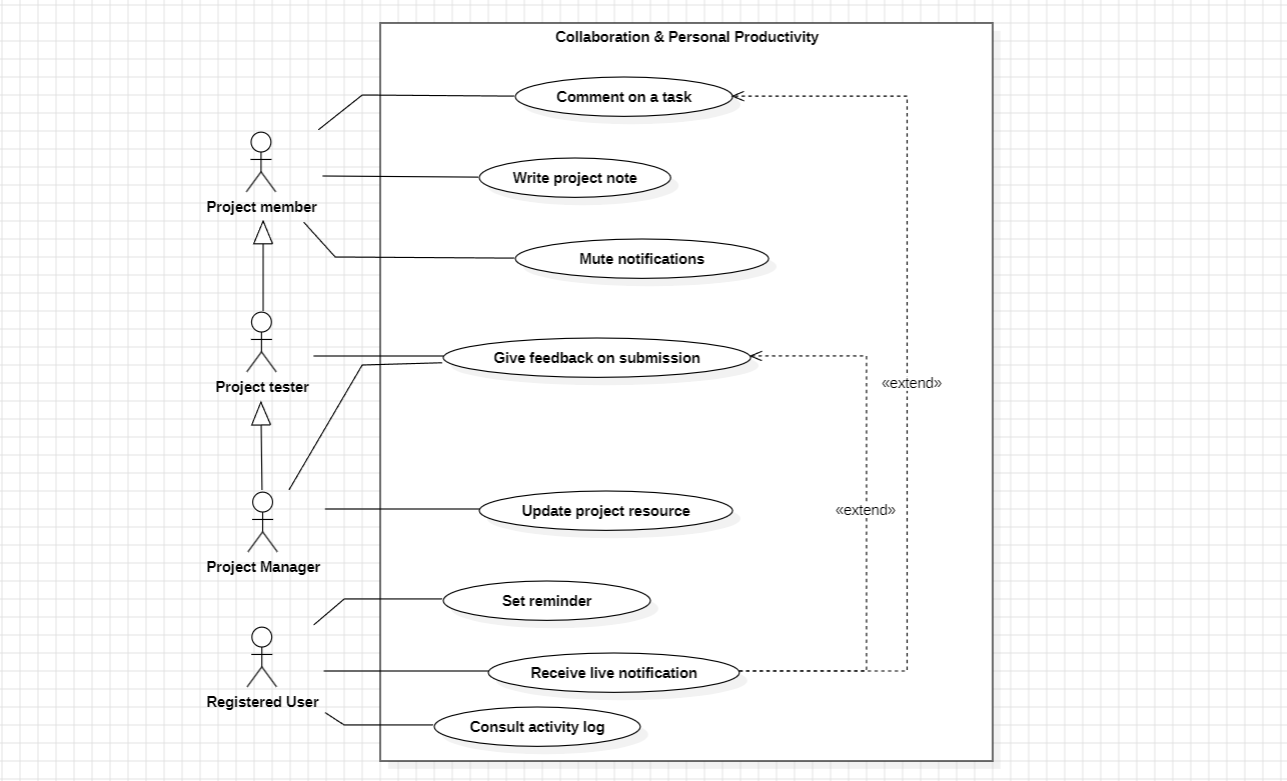 Collaboration & Personal Productivity
Comment on a task
Write project note
Project member
Mute notifications
Give feedback on submission
«extend»
Project tester
Update project resource
«extend»
Project Manager
Set reminder
Receive live notification
Registered User
Consult activity log